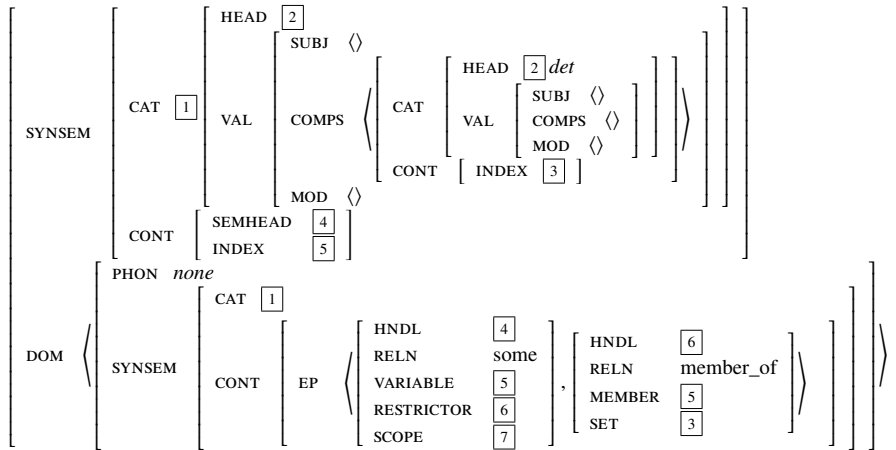 HEAD 2
SUBJ ⟨⟩
HEAD 2 det
SUBJ ⟨⟩
CAT 1 VAL COMPS CAT VAL COMPS ⟨⟩
SYNSEM MOD ⟨⟩
CONT [ INDEX 3 ]
MOD ⟨⟩
CONT SEMHEAD 4
INDEX 5
PHON none
CAT 1
HNDL 4 HNDL 6
RELN some RELN member_of
DOM SYNSEM CONT EP VARIABLE 5 , MEMBER 5
RESTRICTOR 6 SET 3
SCOPE 7